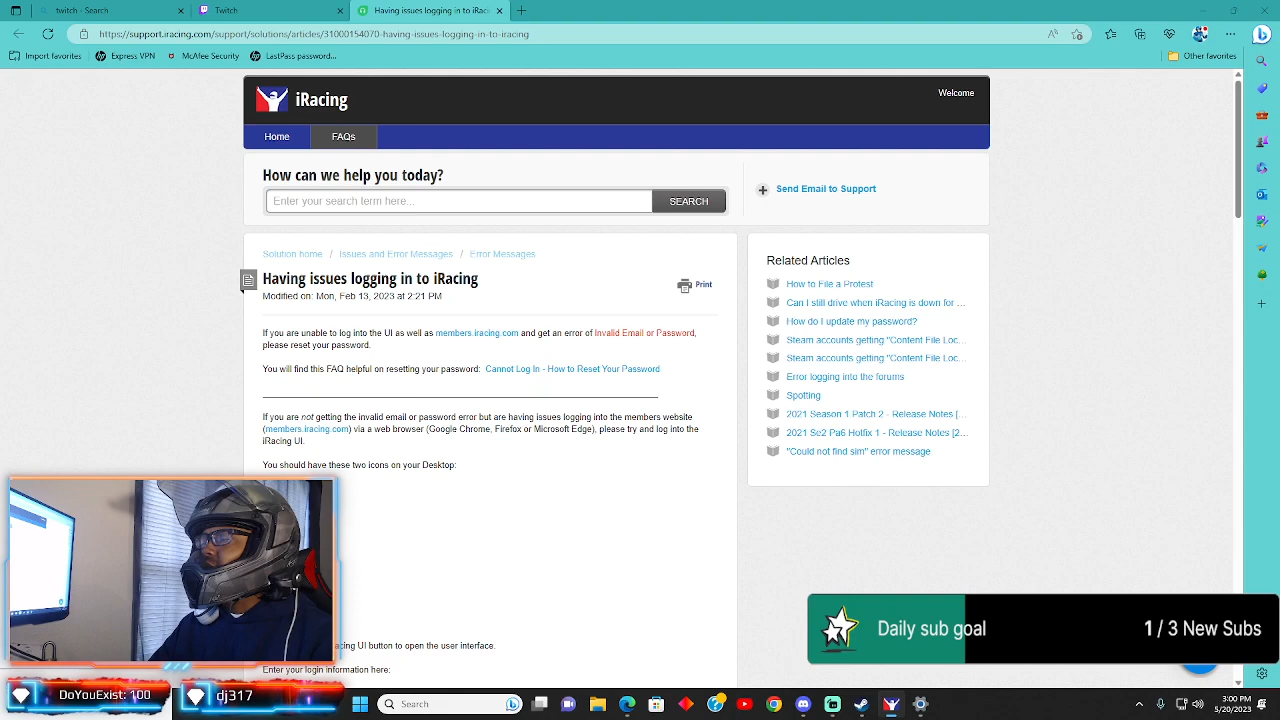 twitch - Search
Twitch
iRacing | Having issues logging in to iRac
https://support.iracing.com/support/solutions/articles/31000154070-having-issues-logging-in-to-iracing
Import favorites
Express VPN
McAfee Security
LastPass password...
Other favorites
iRacing
Welcome
Home
FAQs
How can we help you today?
Enter your search term here...
SEARCH
Send Email to Support
Solution home / Issues and Error Messages / Error Messages
Having issues logging in to iRacing
Print
Modified on: Mon, Feb 13, 2023 at 2:21 PM
If you are unable to log into the UI as well as members.iracing.com and get an error of Invalid Email or Password,
please reset your password.
You will find this FAQ helpful on resetting your password: Cannot Log In - How to Reset Your Password
If you are not getting the invalid email or password error but are having issues logging into the members website
(members.iracing.com) via a web browser (Google Chrome, Firefox or Microsoft Edge), please try and log into the
iRacing UI.
You should have these two icons on your Desktop:
acing UI button to open the user interface.
Enter your login information here:
Related Articles
How to File a Protest
Can I still drive when iRacing is down for ...
How do I update my password?
Steam accounts getting "Content File Loc...
Steam accounts getting "Content File Loc...
Error logging into the forums
Spotting
2021 Season 1 Patch 2 - Release Notes [...
2021 Se2 Pa6 Hotfix 1 - Release Notes [2...
"Could not find sim" error message
Daily sub goal
1 / 3 New Subs
DoYouExist: 100
dj317
Search
3:00 PM
5/20/2023